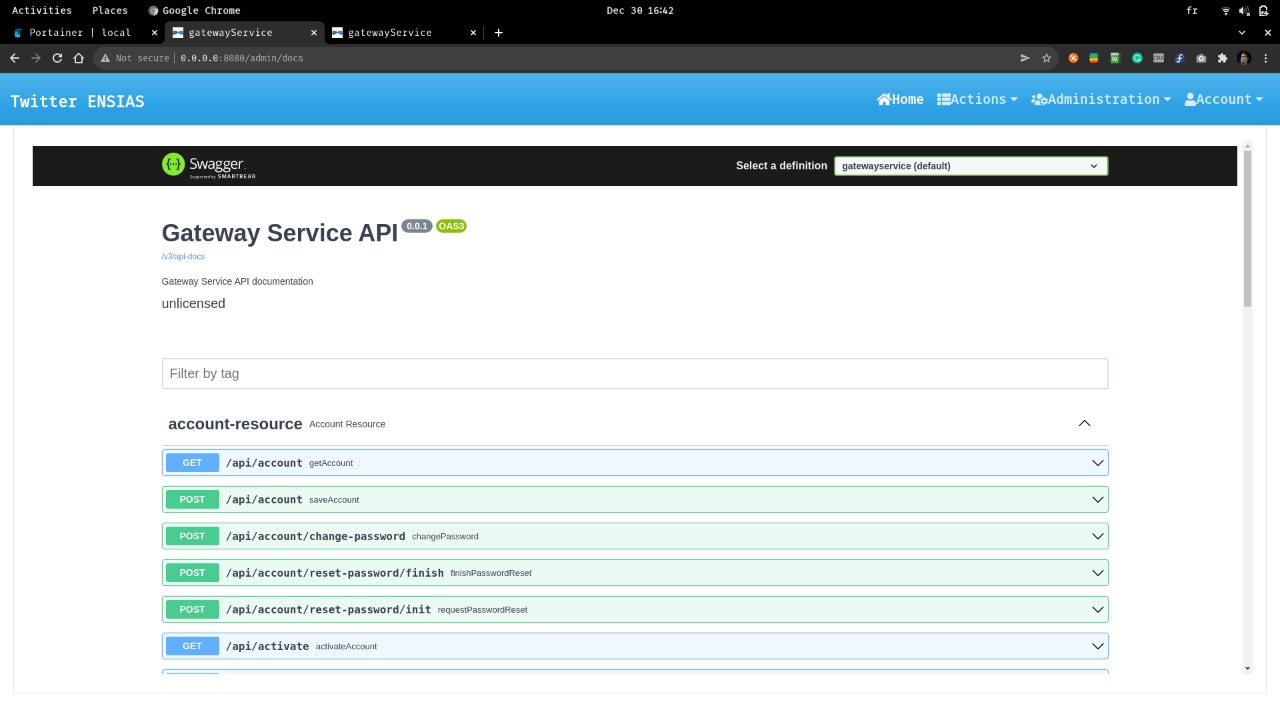 Activities Places Google Chrome Dec 30 16:42 fr
Portainer | local gatewayService gatewayService
Not secure 0.0.0.0:8080/admin/docs
Twitter ENSIAS Home Actions Administration Account
Swagger. Select a definition gatewayservice (default)
Supported by SMARTBEAR
Gateway Service API 0.0.1 OAS3
/v3/api-docs
Gateway Service API documentation
unlicensed
Filter by tag
account-resource Account Resource
GET /api/account getAccount
POST /api/account saveAccount
POST /api/account/change-password changePassword
POST /api/account/reset-password/finish finishPasswordReset
POST /api/account/reset-password/init requestPasswordReset
GET /api/activate activateAccount